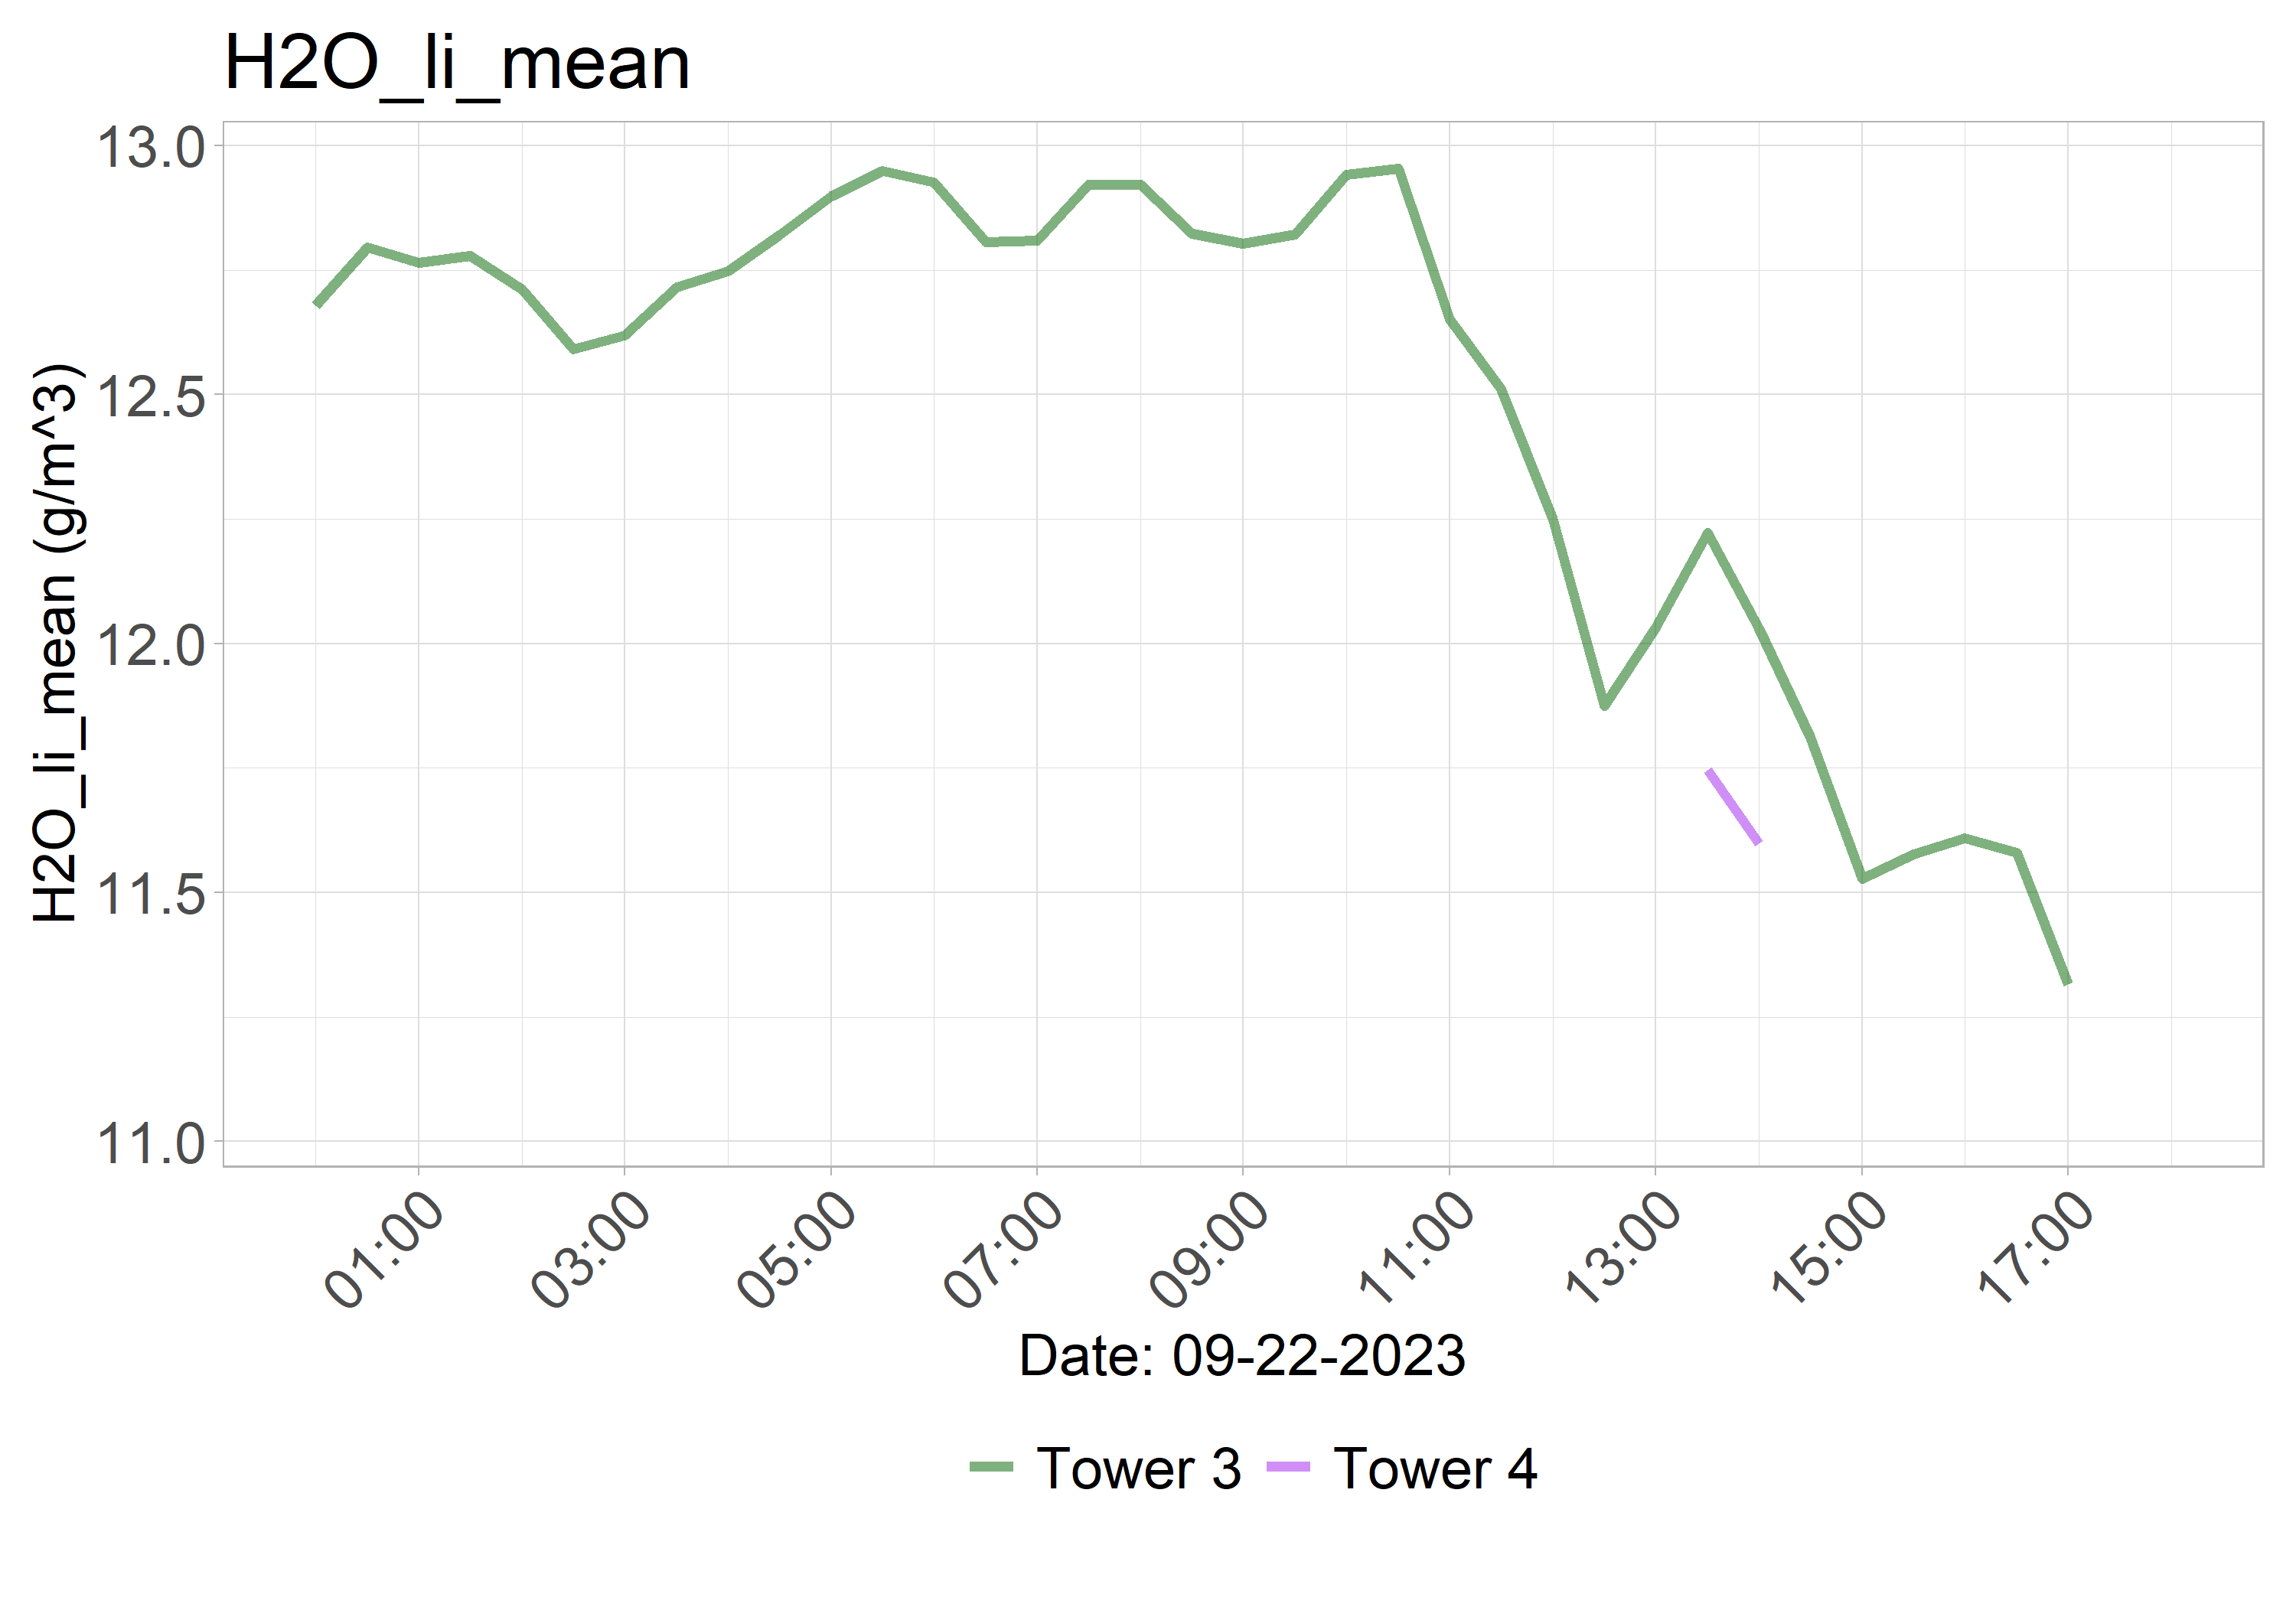 H2O_li_mean
H2O_li_mean (g/m^3)
13.0
12.5
12.0
11.5
11.0
01:00 03:00 05:00 07:00 09:00 11:00 13:00 15:00 17:00
Date: 09-22-2023
Tower 3 Tower 4